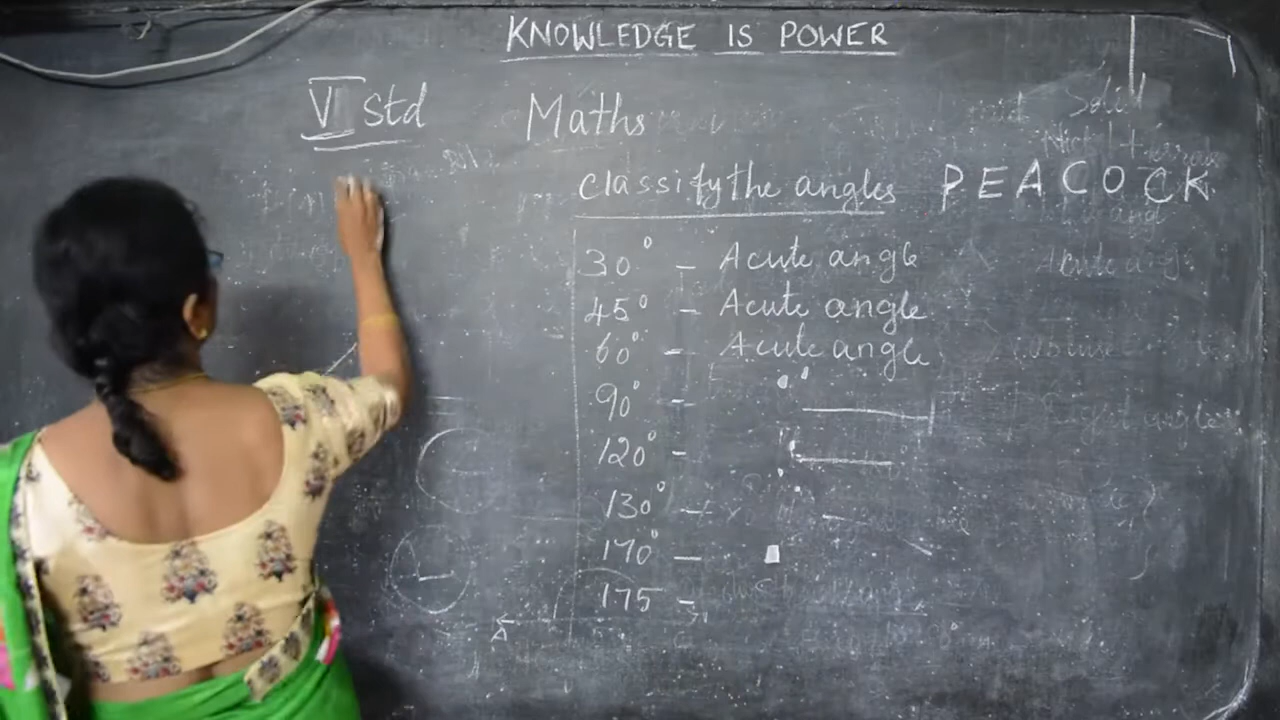 KNOWLEDGE IS POWER
V Std Maths
Classify the angles PEACOCK
30° - Acute angle
45° - Acute angle
60° - Acute angle
90° -
120° -
130° -
170° -
175 -